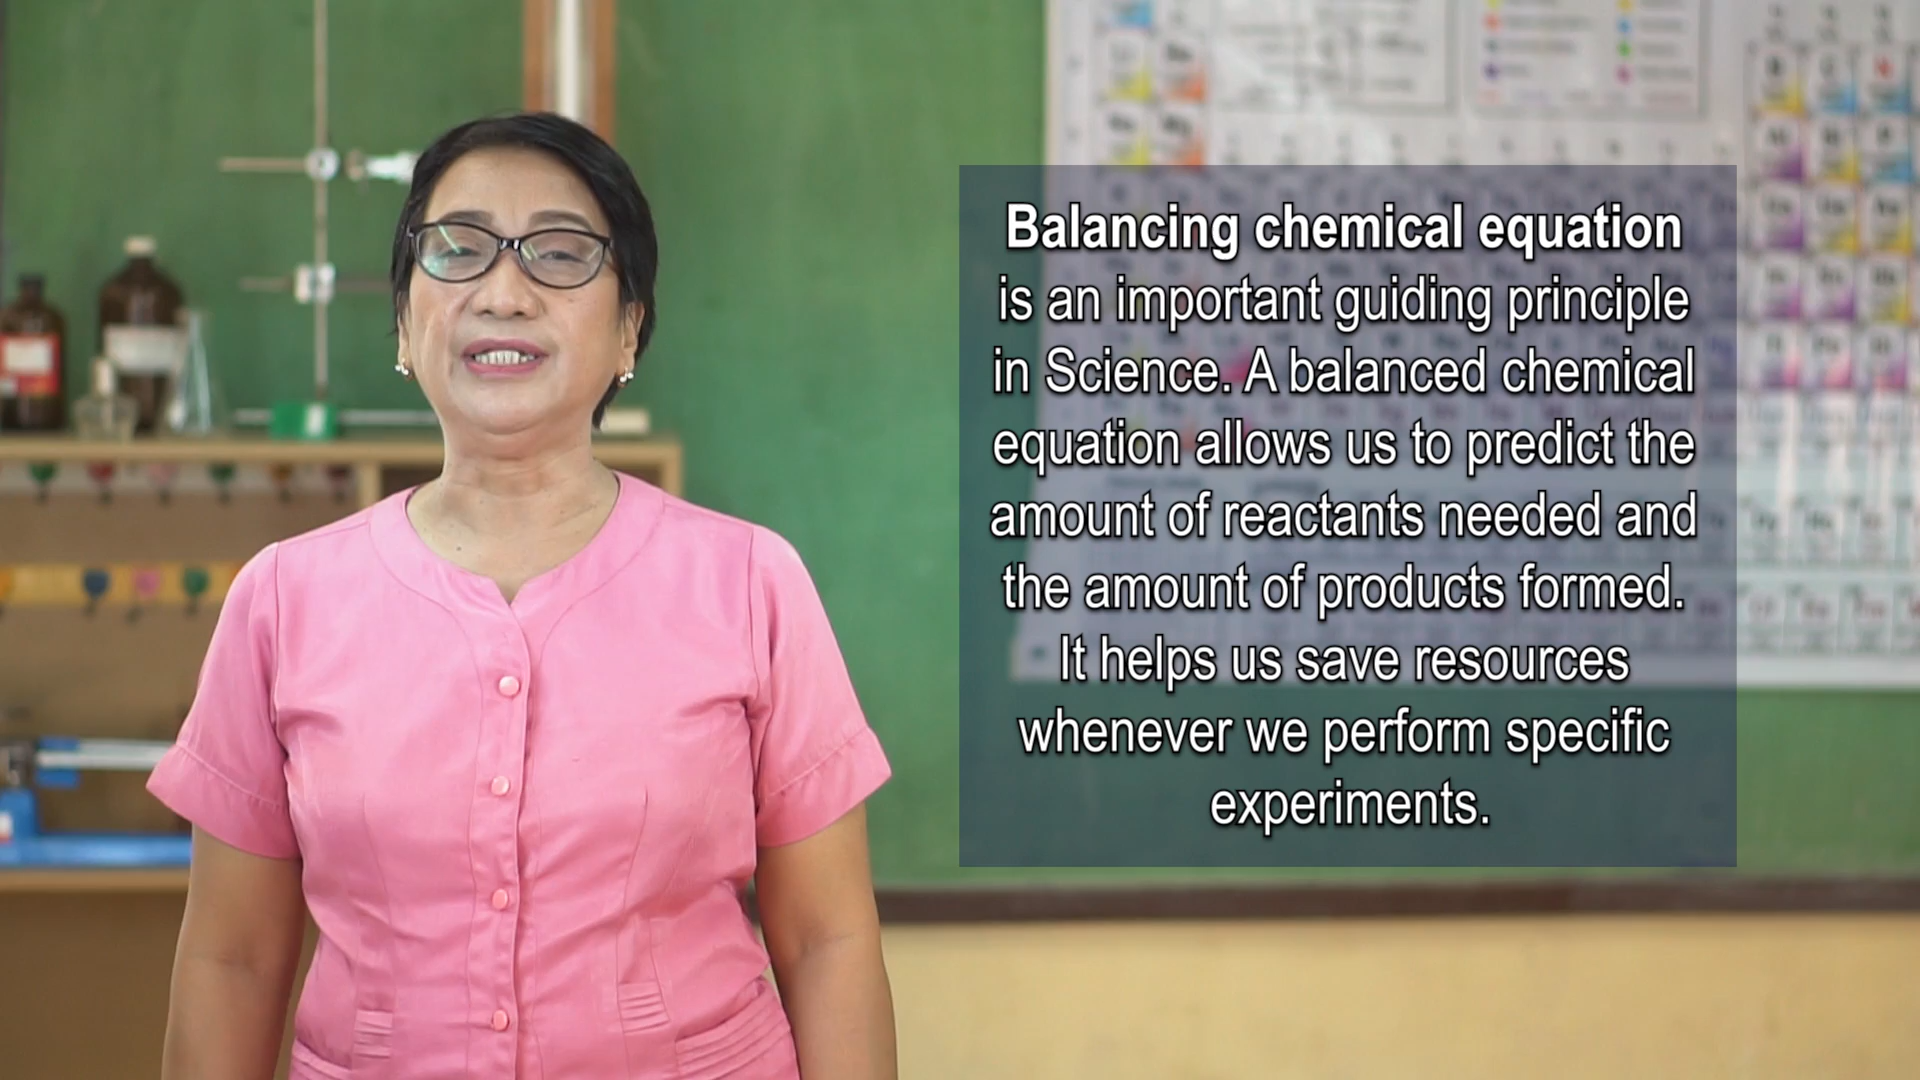 Balancing chemical equation
is an important guiding principle
in Science. A balanced chemical
equation allows us to predict the
amount of reactants needed and
the amount of products formed.
It helps us save resources
whenever we perform specific
experiments.